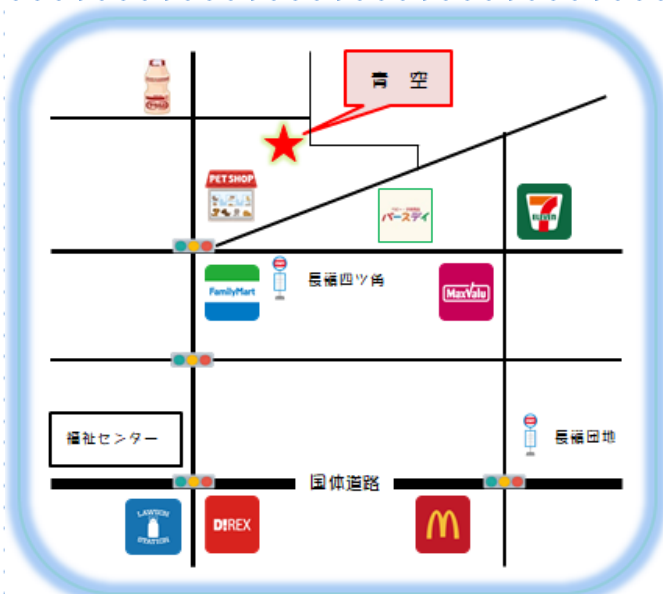 青 空
PET SHOP
バースデイ
ELEVEN
FamilyMart
長福四ツ角
MaxValu
福祉センター
長福団地
国体道路
LAWSON
STATION
D!REX